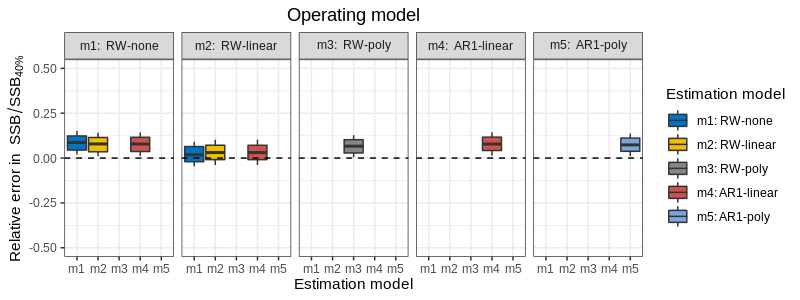 Operating model
m1: RW-none
m2: RW-linear
m3: RW-poly
m4: AR1-linear
m5: AR1-poly
Relative error in SSB/SSB40%
0.50
0.25
0.00
-0.25
-0.50
m1 m2 m3 m4 m5
m1 m2 m3 m4 m5
m1 m2 m3 m4 m5
m1 m2 m3 m4 m5
m1 m2 m3 m4 m5
Estimation model
Estimation model
m1: RW-none
m2: RW-linear
m3: RW-poly
m4: AR1-linear
m5: AR1-poly